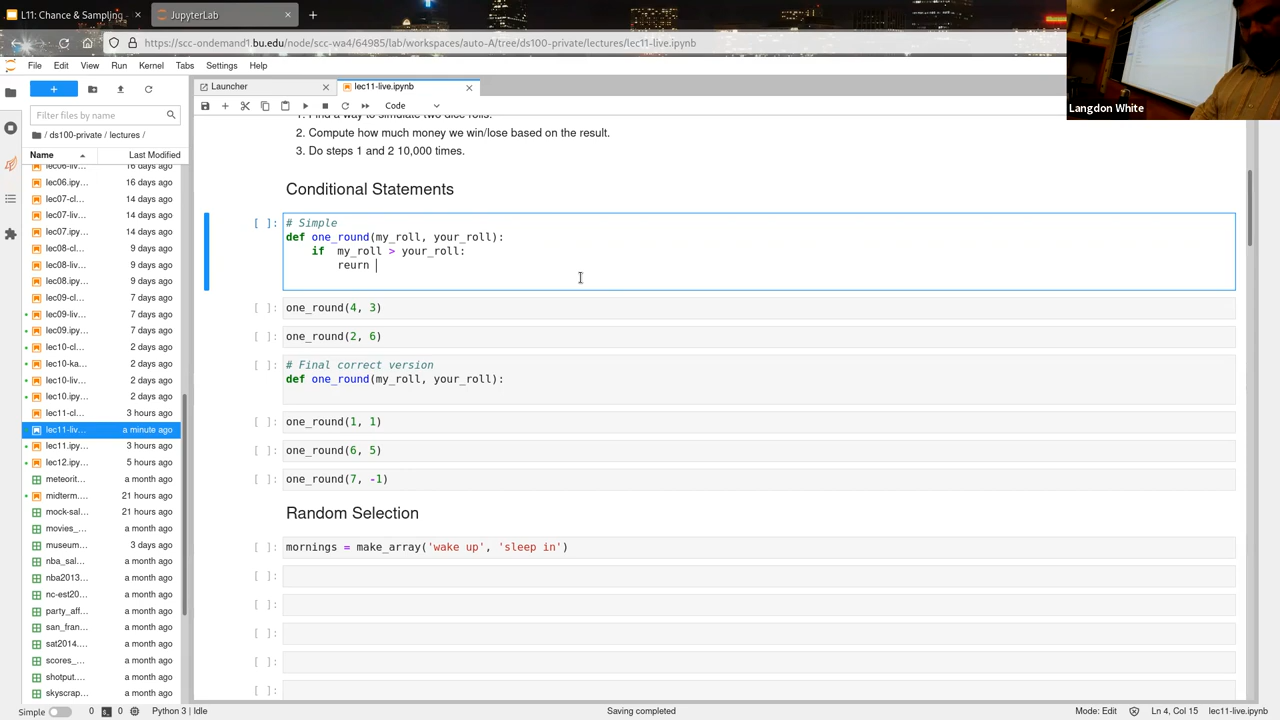 L11: Chance & Sampling
JupyterLab
https://scc-ondemand1.bu.edu/node/scc-wa4/64985/lab/workspaces/auto-A/tree/ds100-private/lectures/lec11-live.ipynb
Langdon White
File Edit View Run Kernel Tabs Settings Help
Launcher
lec11-live.ipynb
Code
Filter files by name
/ ds100-private / lectures /
Name Last Modified
lec06-liv... 16 days ago
lec06.ipy... 16 days ago
lec07-cl... 14 days ago
lec07-liv... 14 days ago
lec07.ipy... 14 days ago
lec08-cl... 9 days ago
lec08-liv... 9 days ago
lec08.ipy... 9 days ago
lec09-cl... 7 days ago
lec09-liv... 7 days ago
lec09.ipy... 7 days ago
lec10-cl... 2 days ago
lec10-ka... 2 days ago
lec10-liv... 2 days ago
lec10.ipy... 2 days ago
lec11-cl... 3 hours ago
lec11-liv... a minute ago
lec11.ipy... 3 hours ago
lec12.ipy... 5 hours ago
meteorit... a month ago
midterm.... 21 hours ago
mock-sal... 21 hours ago
movies_... a month ago
museum... 3 days ago
nba_sal... a month ago
nba2013... a month ago
nc-est20... a month ago
party_aff... a month ago
san_fran... a month ago
sat2014.... a month ago
scores_... a month ago
shotput.... a month ago
skyscrap... a month ago
1. Find a way to simulate two dice rolls.
2. Compute how much money we win/lose based on the result.
3. Do steps 1 and 2 10,000 times.
Conditional Statements
[ ]: # Simple
def one_round(my_roll, your_roll):
if  my_roll > your_roll:
reurn
[ ]: one_round(4, 3)
[ ]: one_round(2, 6)
[ ]: # Final correct version
def one_round(my_roll, your_roll):
[ ]: one_round(1, 1)
[ ]: one_round(6, 5)
[ ]: one_round(7, -1)
Random Selection
[ ]: mornings = make_array('wake up', 'sleep in')
[ ]:
[ ]:
[ ]:
[ ]:
[ ]:
Simple 0 0 Python 3 | Idle Saving completed Mode: Edit Ln 4, Col 15 lec11-live.ipynb